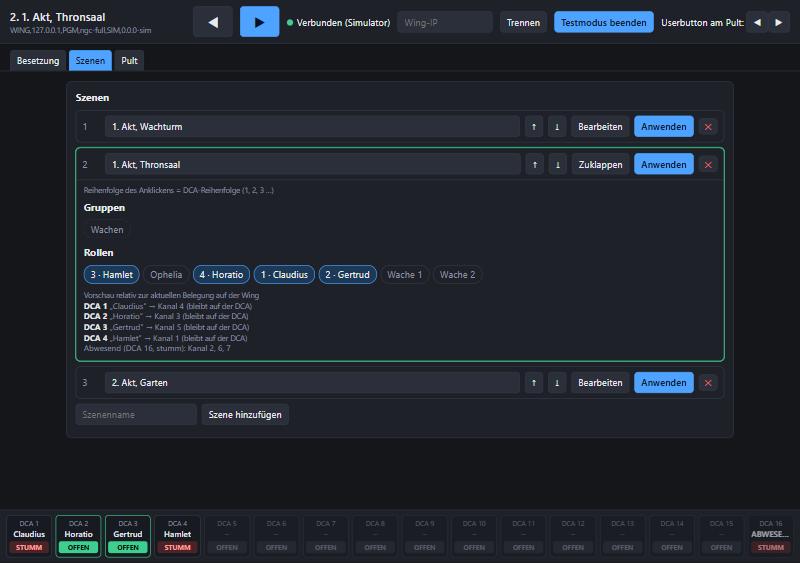 2. 1. Akt, Thronsaal
WING,127.0.0.1,PGM,ngc-full,SIM,0.0.0-sim
◀ ▶ Verbunden (Simulator) Wing-IP Trennen Testmodus beenden Userbutton am Pult: ◀ ▶
Besetzung Szenen Pult
Szenen
1 1. Akt, Wachturm ↑ ↓ Bearbeiten Anwenden ✕
2 1. Akt, Thronsaal ↑ ↓ Zuklappen Anwenden ✕
Reihenfolge des Anklickens = DCA-Reihenfolge (1, 2, 3 ...)
Gruppen
Wachen
Rollen
3 · Hamlet Ophelia 4 · Horatio 1 · Claudius 2 · Gertrud Wache 1 Wache 2
Vorschau relativ zur aktuellen Belegung auf der Wing
DCA 1 „Claudius" → Kanal 4 (bleibt auf der DCA)
DCA 2 „Horatio" → Kanal 3 (bleibt auf der DCA)
DCA 3 „Gertrud" → Kanal 5 (bleibt auf der DCA)
DCA 4 „Hamlet" → Kanal 1 (bleibt auf der DCA)
Abwesend (DCA 16, stumm): Kanal 2, 6, 7
3 2. Akt, Garten ↑ ↓ Bearbeiten Anwenden ✕
Szenenname Szene hinzufügen
DCA 1 DCA 2 DCA 3 DCA 4 DCA 5 DCA 6 DCA 7 DCA 8 DCA 9 DCA 10 DCA 11 DCA 12 DCA 13 DCA 14 DCA 15 DCA 16
Claudius Horatio Gertrud Hamlet – – – – – – – – – – – ABWESE...
STUMM OFFEN OFFEN STUMM OFFEN OFFEN OFFEN OFFEN OFFEN OFFEN OFFEN OFFEN OFFEN OFFEN OFFEN STUMM